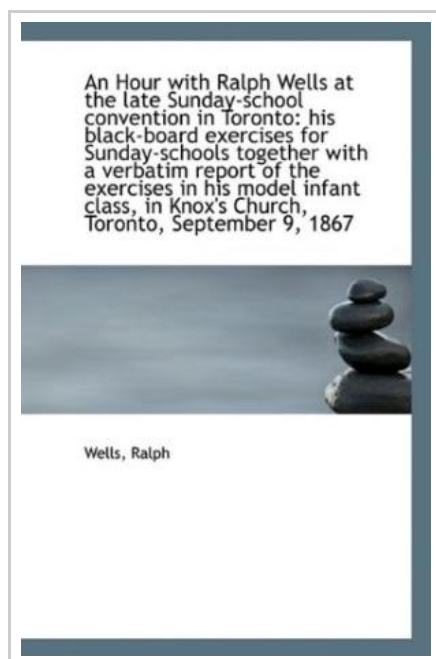 An Hour with Ralph Wells at
the late Sunday-school
convention in Toronto: his
black-board exercises for
Sunday-schools together with
a verbatim report of the
exercises in his model infant
class, in Knox's Church,
Toronto, September 9, 1867
Wells, Ralph